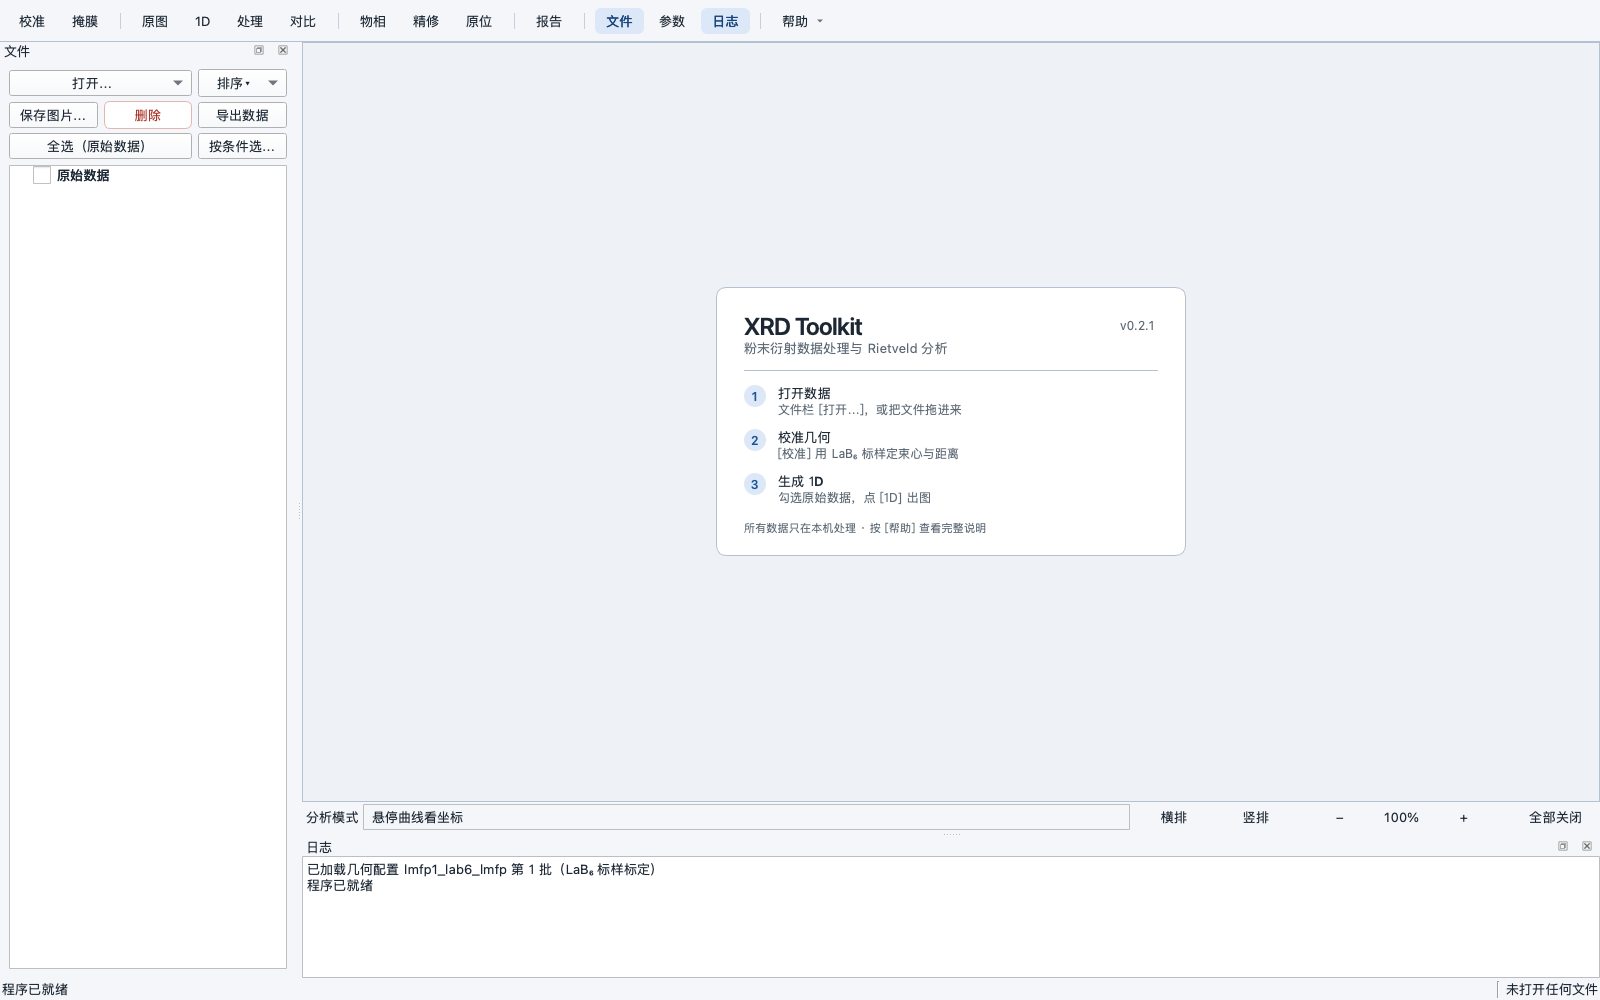 校准 掩膜 原图 1D 处理 对比 物相 精修 原位 报告 文件 参数 日志 帮助
文件
打开... 排序
保存图片... 删除 导出数据
全选（原始数据） 按条件选...
原始数据
XRD Toolkit v0.2.1
粉末衍射数据处理与 Rietveld 分析
1 打开数据
文件栏 [打开...]，或把文件拖进来
2 校准几何
[校准] 用 LaB₆ 标样定束心与距离
3 生成 1D
勾选原始数据，点 [1D] 出图
所有数据只在本机处理 · 按 [帮助] 查看完整说明
分析模式 悬停曲线看坐标 横排 竖排 − 100% + 全部关闭
日志
已加载几何配置 lmfp1_lab6_lmfp 第 1 批（LaB₆ 标样标定）
程序已就绪
程序已就绪 未打开任何文件